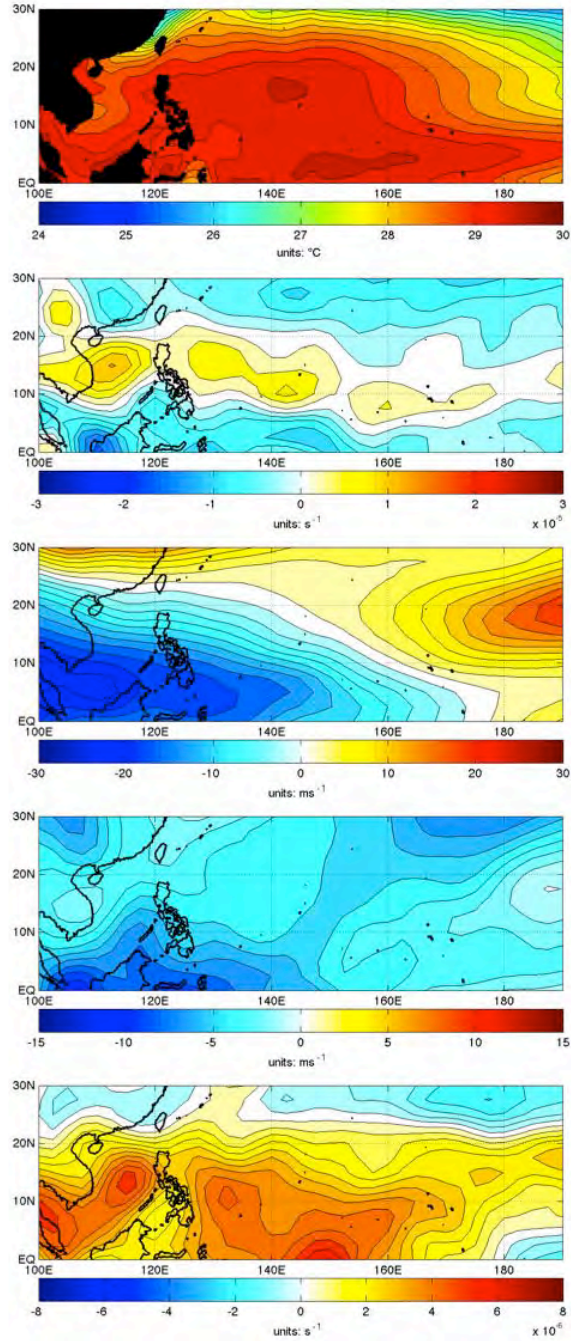 30N
20N
10N
EQ
100E 120E 140E 160E 180
24 25 26 27 28 29 30
units: °C
30N
20N
10N
EQ
100E 120E 140E 160E 180
-3 -2 -1 0 1 2 3
units: s⁻¹ x 10⁻⁵
30N
20N
10N
EQ
100E 120E 140E 160E 180
-30 -20 -10 0 10 20 30
units: ms⁻¹
30N
20N
10N
EQ
100E 120E 140E 160E 180
-15 -10 -5 0 5 10 15
units: ms⁻¹
30N
20N
10N
EQ
100E 120E 140E 160E 180
-8 -6 -4 -2 0 2 4 6 8
units: s⁻¹ x 10⁻⁶